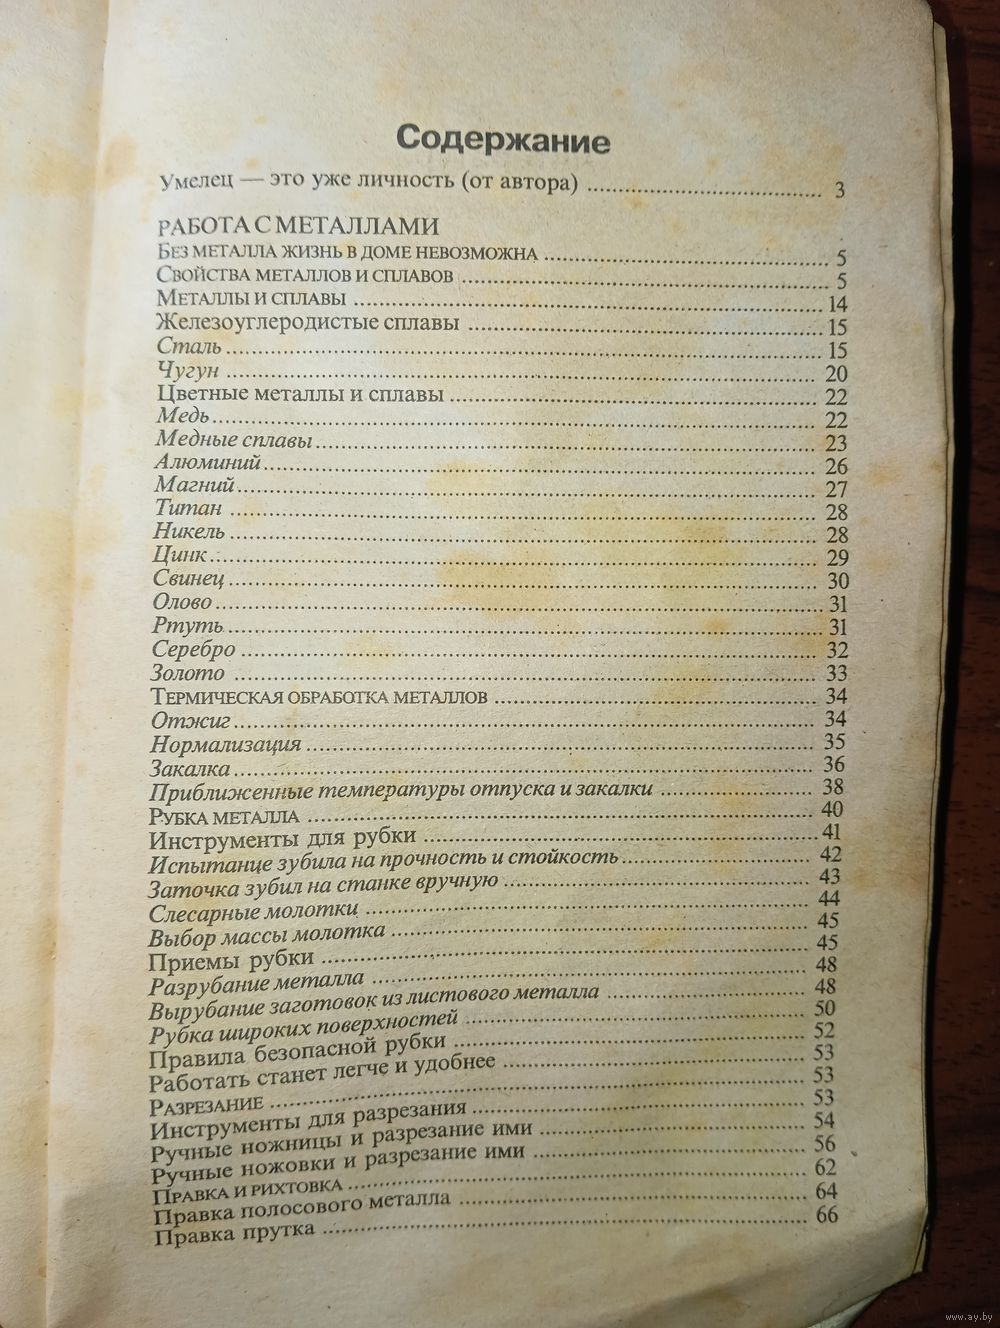 Содержание
Умелец — это уже личность (от автора) ........ 3
РАБОТА С МЕТАЛЛАМИ
БЕЗ МЕТАЛЛА ЖИЗНЬ В ДОМЕ НЕВОЗМОЖНА ........ 5
СВОЙСТВА МЕТАЛЛОВ И СПЛАВОВ ........ 5
МЕТАЛЛЫ И СПЛАВЫ ........ 14
Железоуглеродистые сплавы ........ 15
Сталь ........ 15
Чугун ........ 20
Цветные металлы и сплавы ........ 22
Медь ........ 22
Медные сплавы ........ 23
Алюминий ........ 26
Магний ........ 27
Титан ........ 28
Никель ........ 28
Цинк ........ 29
Свинец ........ 30
Олово ........ 31
Ртуть ........ 31
Серебро ........ 32
Золото ........ 33
ТЕРМИЧЕСКАЯ ОБРАБОТКА МЕТАЛЛОВ ........ 34
Отжиг ........ 34
Нормализация ........ 35
Закалка ........ 36
Приближенные температуры отпуска и закалки ........ 38
РУБКА МЕТАЛЛА ........ 40
Инструменты для рубки ........ 41
Испытание зубила на прочность и стойкость ........ 42
Заточка зубил на станке вручную ........ 43
Слесарные молотки ........ 44
Выбор массы молотка ........ 45
Приемы рубки ........ 45
Разрубание металла ........ 48
Вырубание заготовок из листового металла ........ 48
Рубка широких поверхностей ........ 50
Правила безопасной рубки ........ 52
Работать станет легче и удобнее ........ 53
РАЗРЕЗАНИЕ ........ 53
Инструменты для разрезания ........ 53
Ручные ножницы и разрезание ими ........ 54
Ручные ножовки и разрезание ими ........ 56
ПРАВКА И РИХТОВКА ........ 62
Правка полосового металла ........ 64
Правка прутка ........ 66
www.ay.by